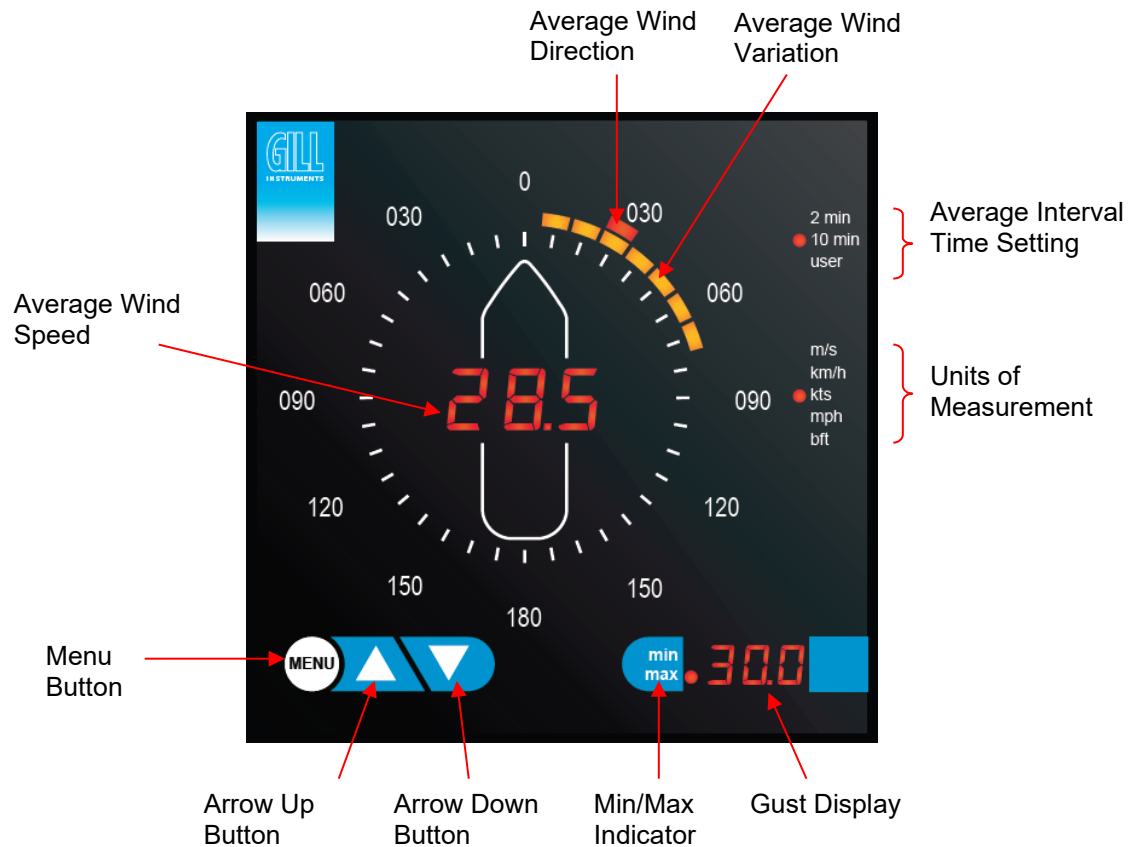 Average Wind
Direction
Average Wind
Variation
GILL
INSTRUMENTS
0
030
030
2 min
10 min
user
Average Interval
Time Setting
060
060
Average Wind
Speed
m/s
km/h
kts
mph
bft
Units of
Measurement
28.5
090
090
120
120
150
150
180
Menu
Button
MENU
min
max
30.0
Arrow Up
Button
Arrow Down
Button
Min/Max
Indicator
Gust Display